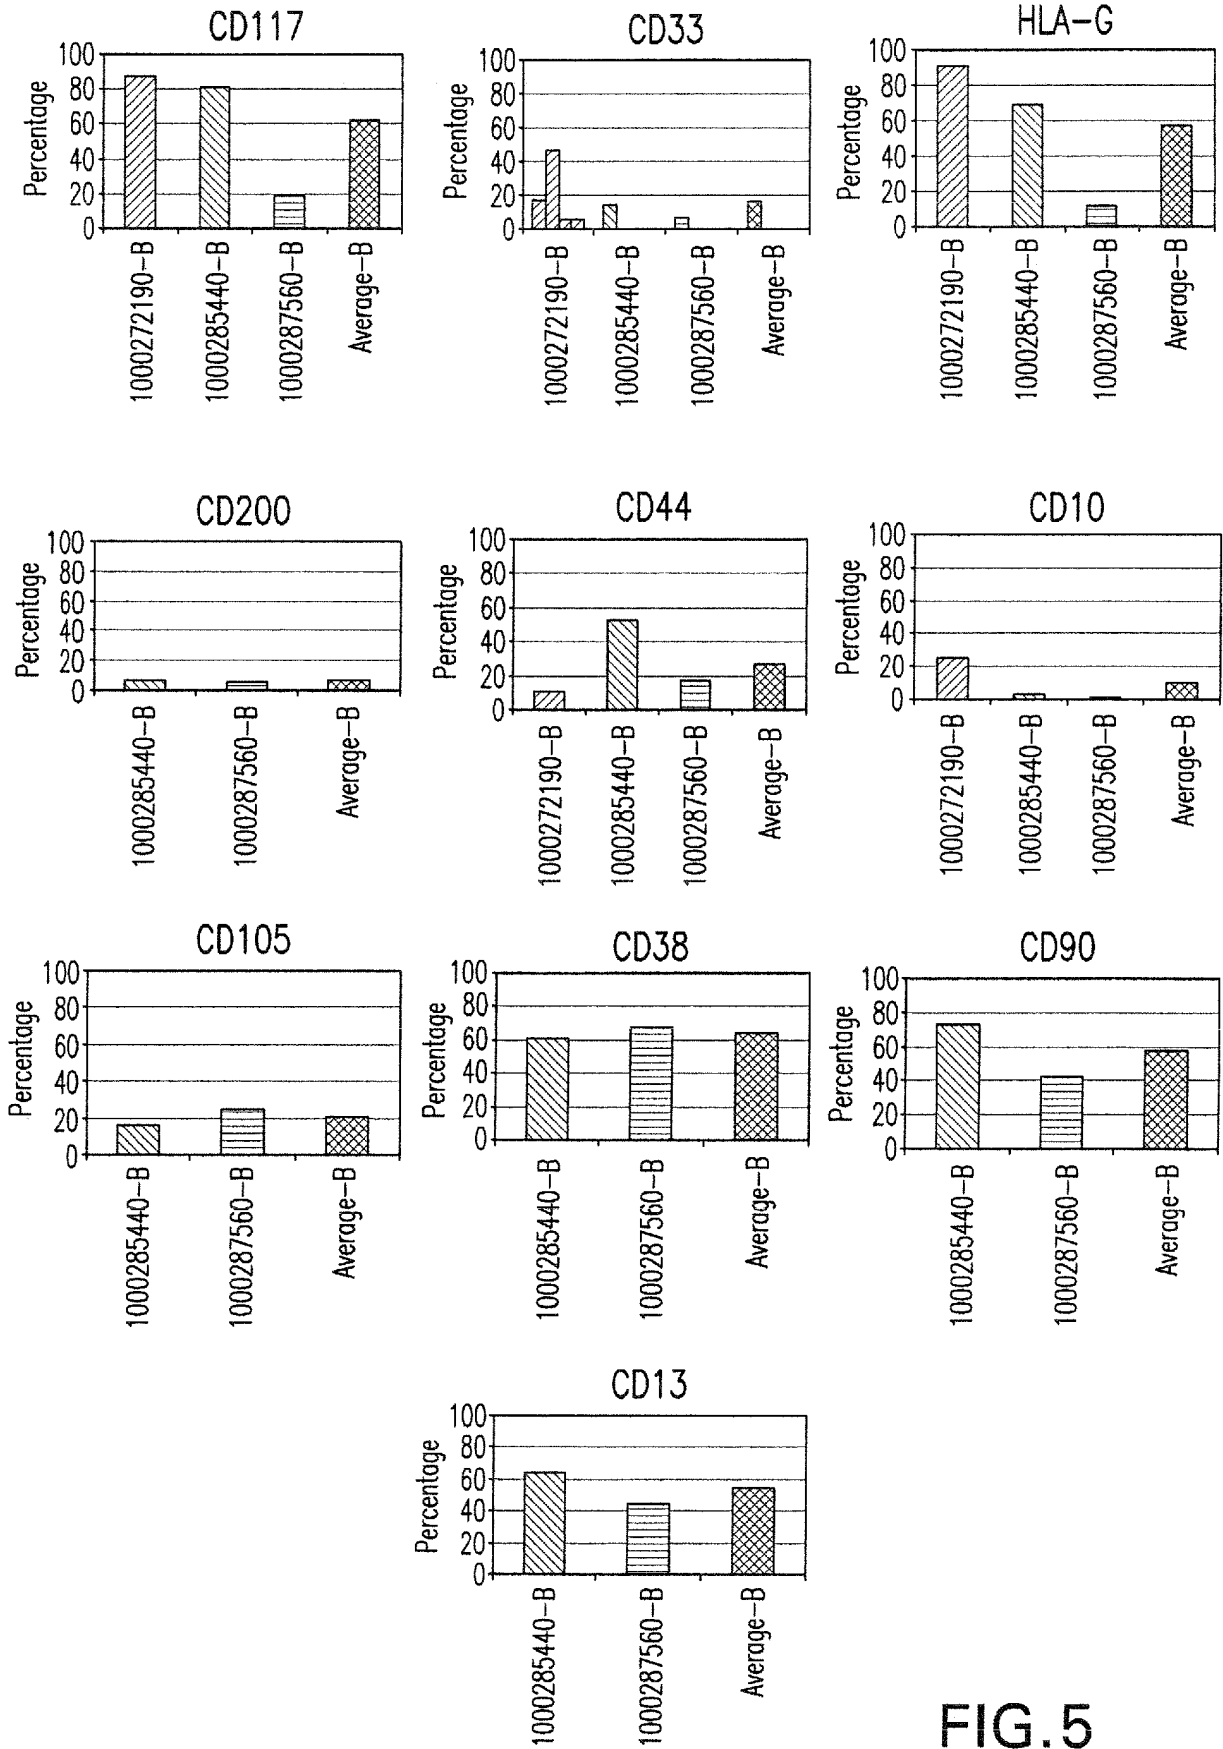 CD117
Percentage
100
80
60
40
20
0
1000272190-B
1000285440-B
1000287560-B
Average-B
CD33
Percentage
100
80
60
40
20
0
1000272190-B
1000285440-B
1000287560-B
Average-B
HLA-G
Percentage
100
80
60
40
20
0
1000272190-B
1000285440-B
1000287560-B
Average-B
CD200
Percentage
100
80
60
40
20
0
1000285440-B
1000287560-B
Average-B
CD44
Percentage
100
80
60
40
20
0
1000272190-B
1000285440-B
1000287560-B
Average-B
CD10
Percentage
100
80
60
40
20
0
1000272190-B
1000285440-B
1000287560-B
Average-B
CD105
Percentage
100
80
60
40
20
0
1000285440-B
1000287560-B
Average-B
CD38
Percentage
100
80
60
40
20
0
1000285440-B
1000287560-B
Average-B
CD90
Percentage
100
80
60
40
20
0
1000285440-B
1000287560-B
Average-B
CD13
Percentage
100
80
60
40
20
0
1000285440-B
1000287560-B
Average-B
FIG.5